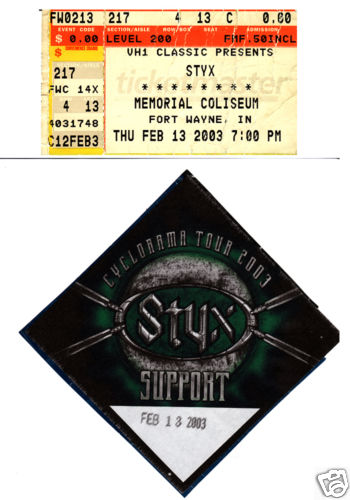 FW0213 217 4 13 C 0.00
EVENT CODE SECTION/AISLE ROW/BOX SEAT ADMISSION
$ 0.00 LEVEL 200 FMF.50INCL
217 VH1 CLASSIC PRESENTS
STYX
FWC 14X * * * * * * * *
4 13 MEMORIAL COLISEUM
4031748 FORT WAYNE, IN
C12FEB3 THU FEB 13 2003 7:00 PM
ticketmaster
CYCLORAMA TOUR 2003
Styx
SUPPORT
FEB 13 2003